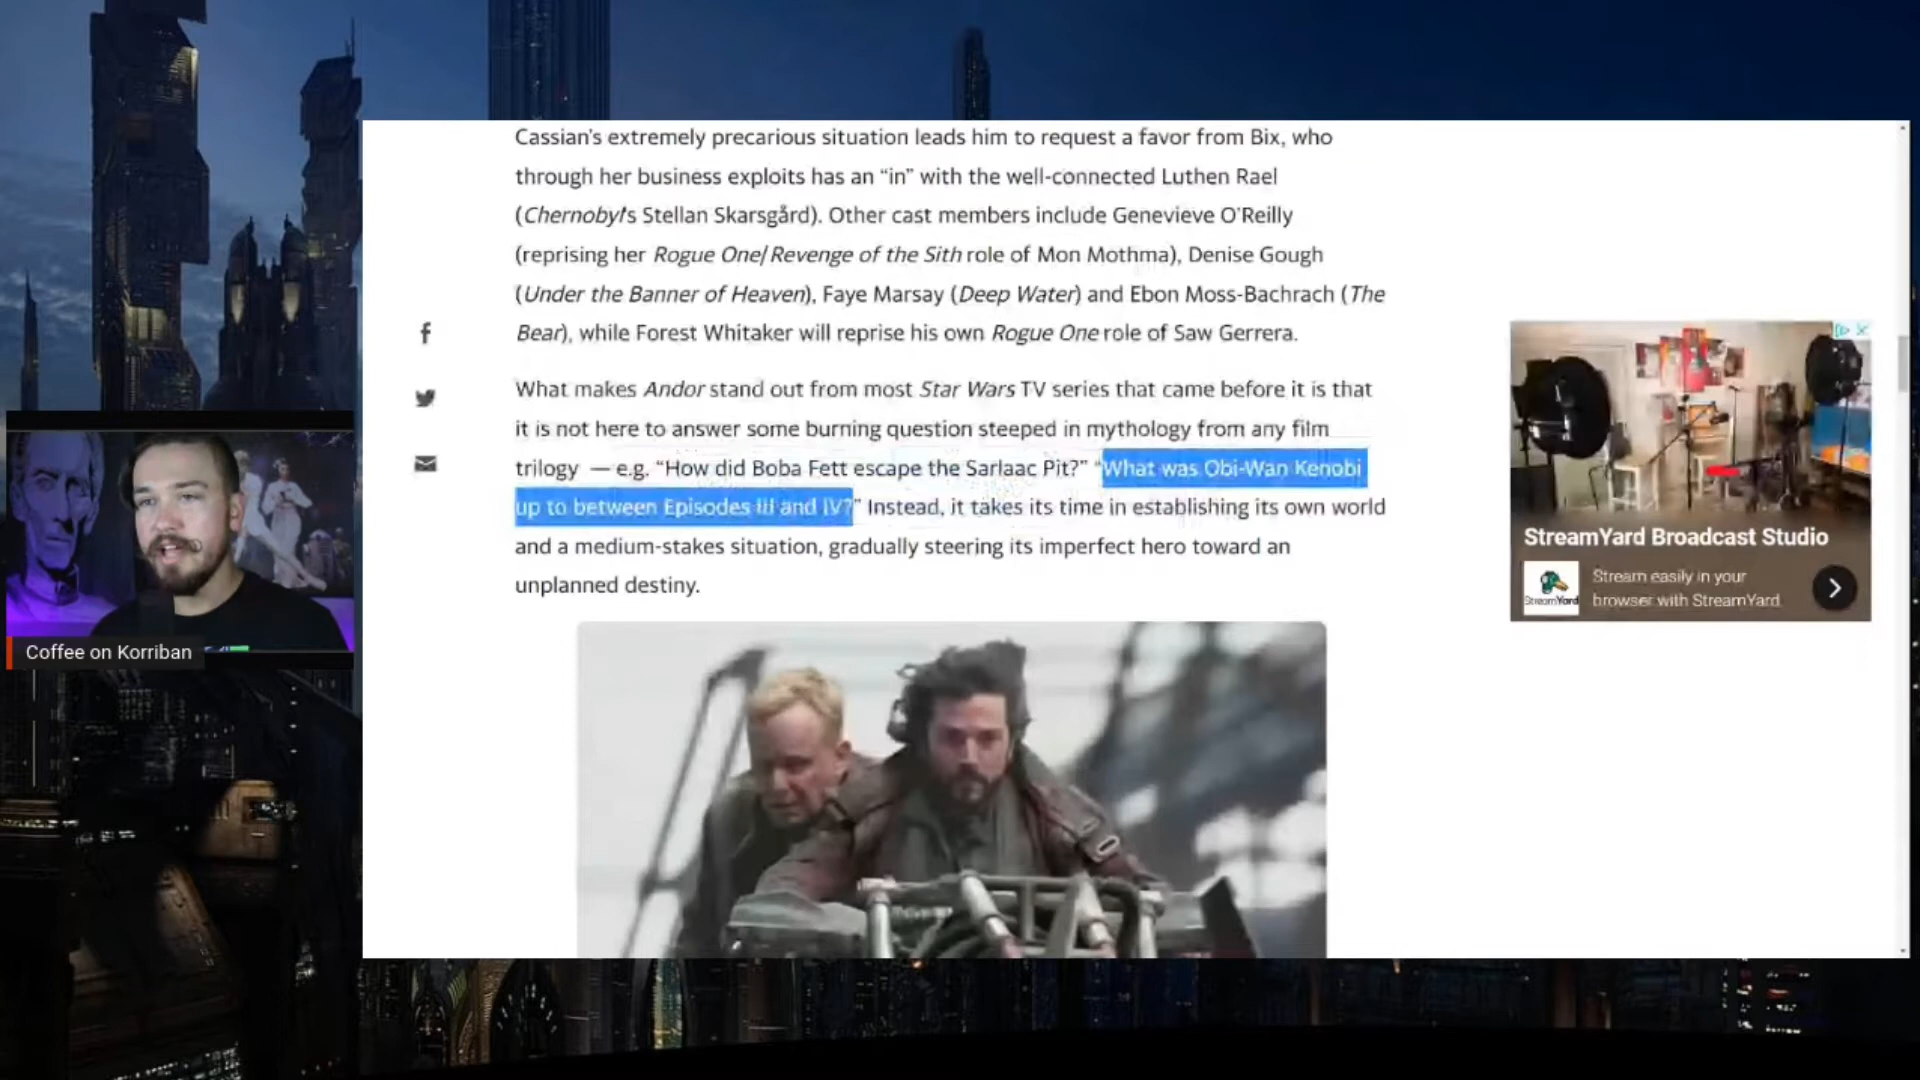 Cassian's extremely precarious situation leads him to request a favor from Bix, who
through her business exploits has an “in” with the well-connected Luthen Rael
(Chernobyl's Stellan Skarsgård). Other cast members include Genevieve O'Reilly
(reprising her Rogue One/Revenge of the Sith role of Mon Mothma), Denise Gough
(Under the Banner of Heaven), Faye Marsay (Deep Water) and Ebon Moss-Bachrach (The
Bear), while Forest Whitaker will reprise his own Rogue One role of Saw Gerrera.
What makes Andor stand out from most Star Wars TV series that came before it is that
it is not here to answer some burning question steeped in mythology from any film
trilogy — e.g. “How did Boba Fett escape the Sarlaac Pit?” “What was Obi-Wan Kenobi
up to between Episodes III and IV?” Instead, it takes its time in establishing its own world
and a medium-stakes situation, gradually steering its imperfect hero toward an
unplanned destiny.
StreamYard Broadcast Studio
StreamYard
Stream easily in your
browser with StreamYard.
Coffee on Korriban